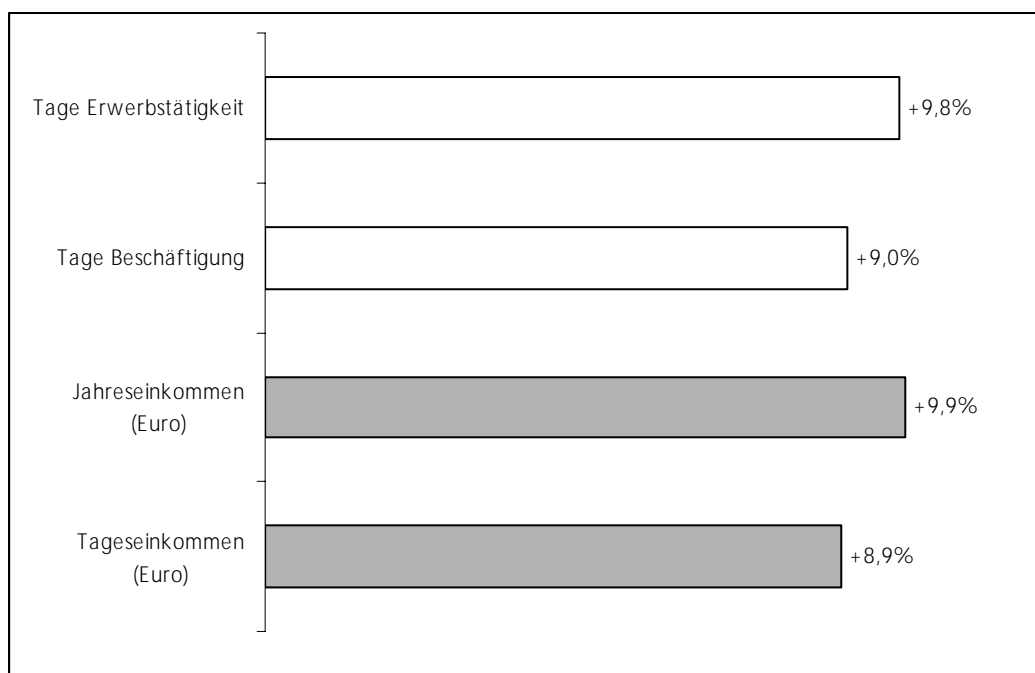 Tage Erwerbstätigkeit
+9,8%
Tage Beschäftigung
+9,0%
Jahreseinkommen
(Euro)
+9,9%
Tageseinkommen
(Euro)
+8,9%